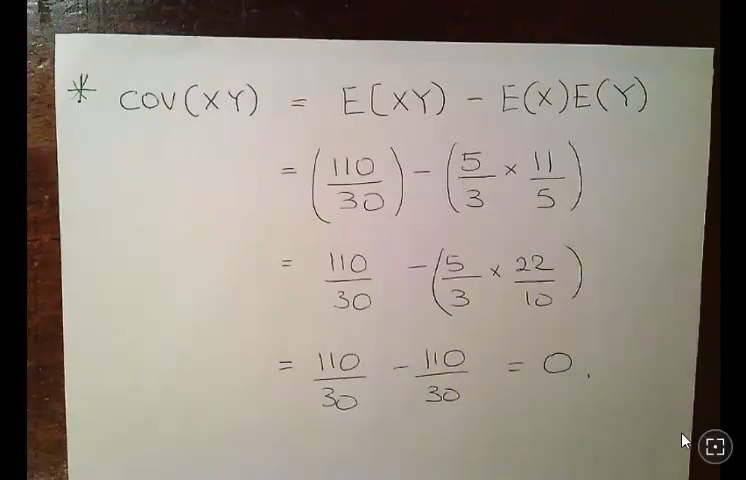 * COV(XY) = E(XY) - E(X)E(Y)
= (110/30) - (5/3 × 11/5)
= 110/30 - (5/3 × 22/10)
= 110/30 - 110/30 = 0.